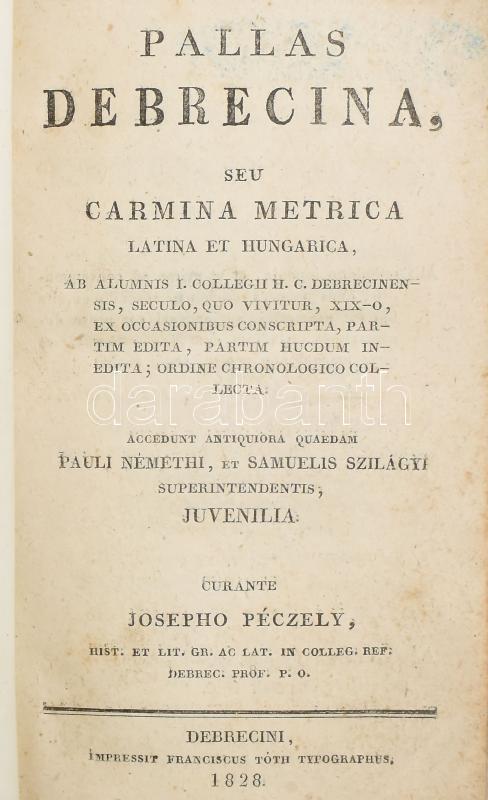 PALLAS
DEBRECINA,
SEU
CARMINA METRICA
LATINA ET HUNGARICA,
AB ALUMNIS I. COLLEGII H. C. DEBRECINEN-
SIS, SECULO, QUO VIVITUR, XIX-O,
EX OCCASIONIBUS CONSCRIPTA, PAR-
TIM EDITA, PARTIM HUCDUM IN-
EDITA; ORDINE CHRONOLOGICO COL-
LECTA.
darabanth
ACCEDUNT ANTIQUIORA QUAEDAM
PAULI NÉMETHI, ET SAMUELIS SZILÁGYI
SUPERINTENDENTIS,
JUVENILIA.
CURANTE
JOSEPHO PÉCZELY,
HIST. ET LIT. GR. AC LAT. IN COLLEG. REF.
DEBREC. PROF. P. O.
DEBRECINI,
IMPRESSIT FRANCISCUS TÓTH TYPOGRAPHUS,
1828.